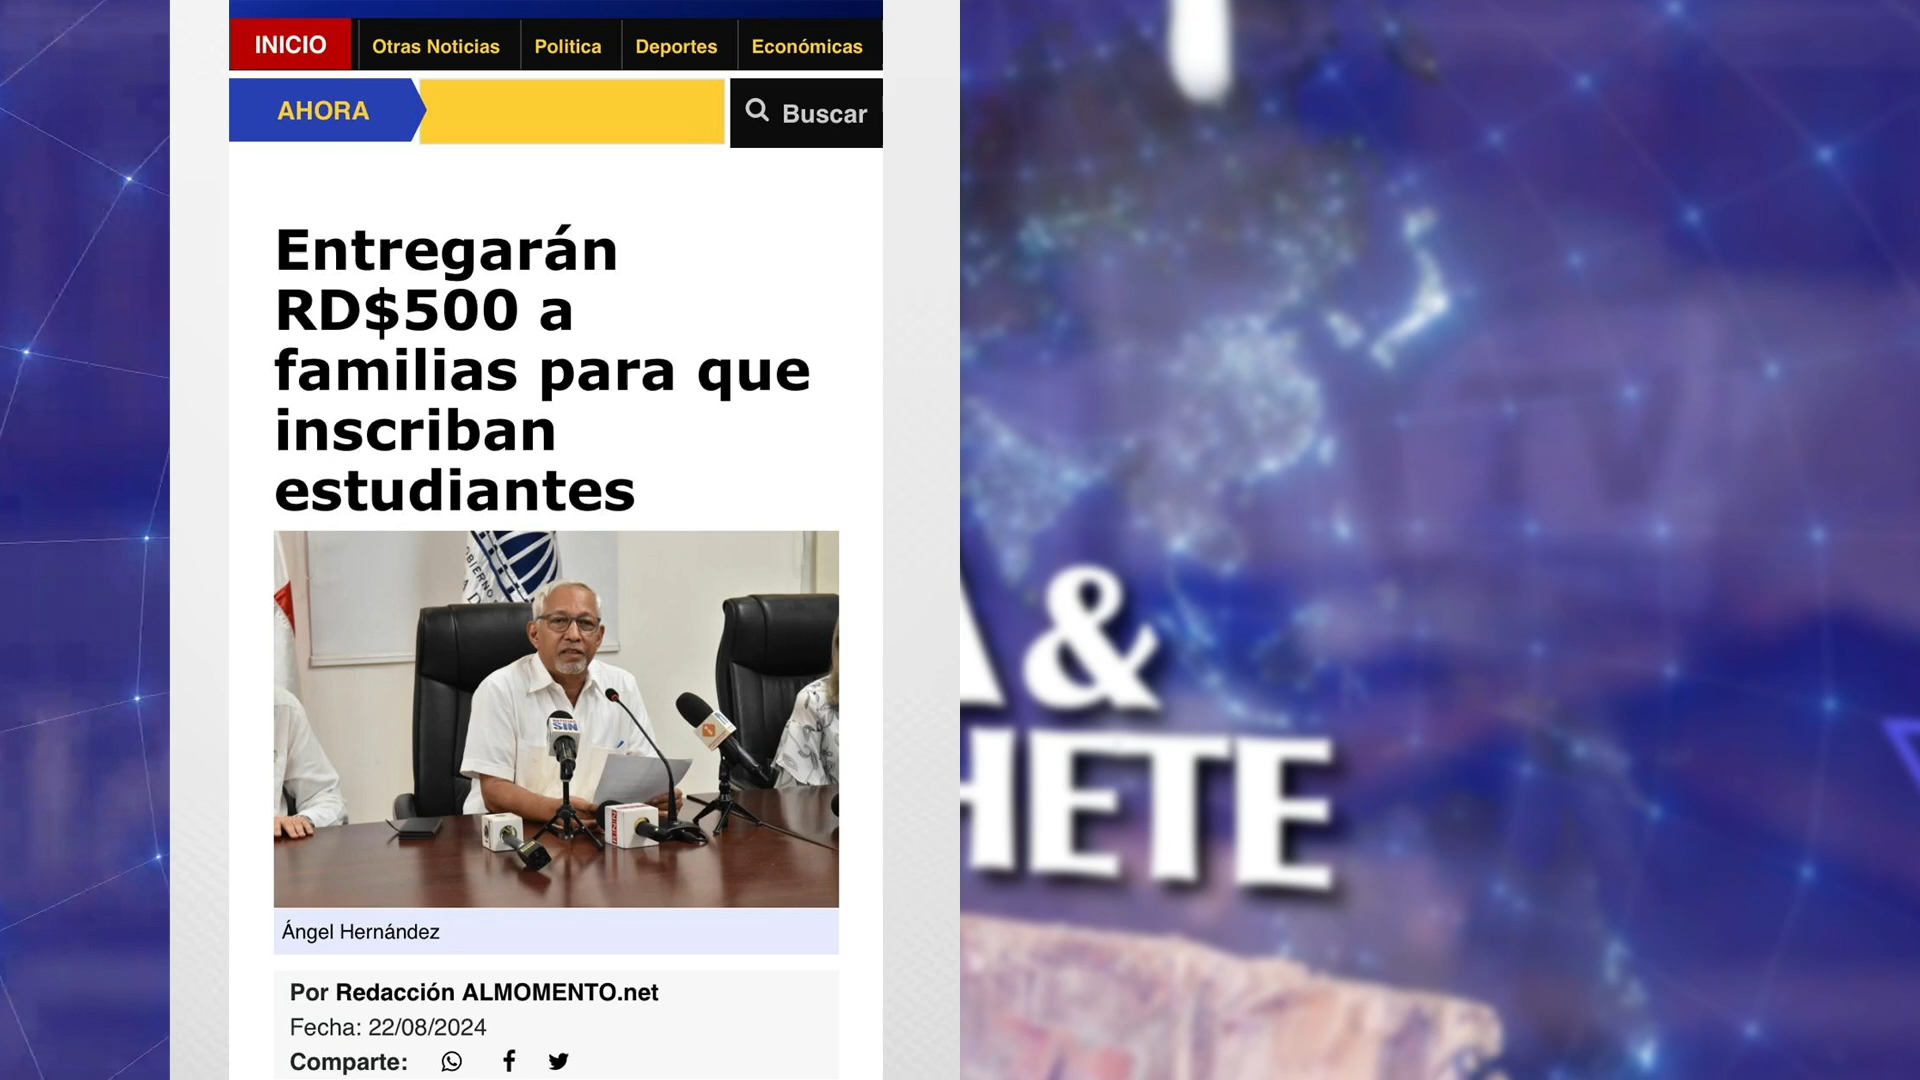 INICIO
Otras Noticias
Politica
Deportes
Económicas
AHORA
Buscar
Entregarán
RD$500 a
familias para que
inscriban
estudiantes
SIN
Ángel Hernández
Por Redacción ALMOMENTO.net
Fecha: 22/08/2024
Comparte:
&
HETE